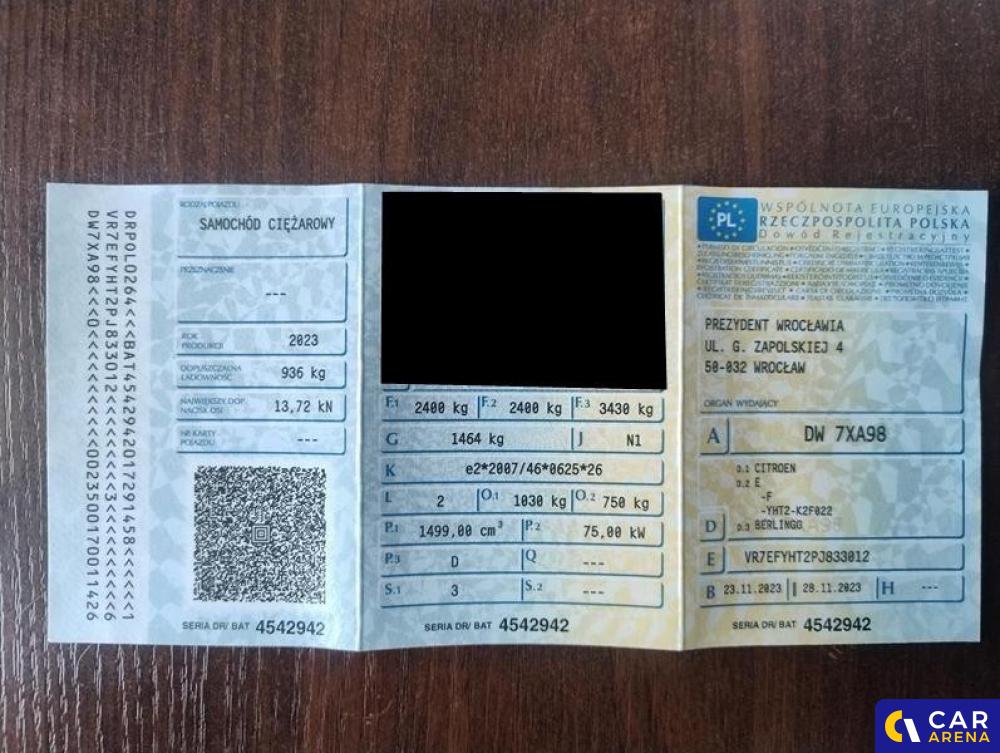 DRPOL0264<<<BAT4542942017291458<<<<<<1
VR7EFYHT2PJ833012<<<<<<<<<3<<<<<<<<<6
DW7XA98<<<0<<<<<<<<<<0023500170011426
RODZAJ POJAZDU
SAMOCHÓD CIĘŻAROWY
PRZEZNACZENIE
---
ROK
PRODUKCJI
2023
DOPUSZCZALNA
ŁADOWNOŚĆ
936 kg
NAJWIĘKSZY DOP.
NACISK OSI
13,72 kN
NR KARTY
POJAZDU
---
SERIA DR/ BAT 4542942
F.1 2400 kg F.2 2400 kg F.3 3430 kg
G 1464 kg J N1
K e2*2007/46*0625*26
L 2 O.1 1030 kg O.2 750 kg
P.1 1499,00 cm³ P.2 75,00 kW
P.3 D Q ---
S.1 3 S.2 ---
SERIA DR/ BAT 4542942
PL
WSPÓLNOTA EUROPEJSKA
RZECZPOSPOLITA POLSKA
Dowód Rejestracyjny
PREZYDENT WROCŁAWIA
UL. G. ZAPOLSKIEJ 4
50-032 WROCŁAW
ORGAN WYDAJĄCY
A DW 7XA98
D.1 CITROEN
D.2 E
-F
-YHT2-K2F022
D D.3 BERLINGO
E VR7EFYHT2PJ833012
B 23.11.2023 || 28.11.2023 H ---
SERIA DR/ BAT 4542942
CAR
ARENA